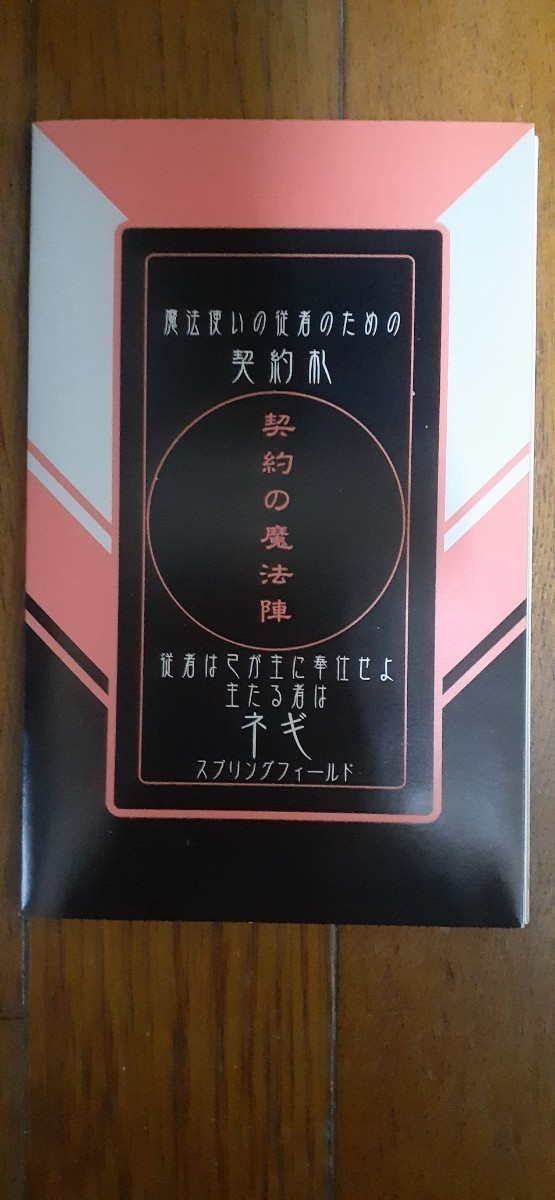 魔法使いの従者のための
契約札
契約の魔法陣
従者は己が主に奉仕せよ
主たる者は
ネギ
スプリングフィールド